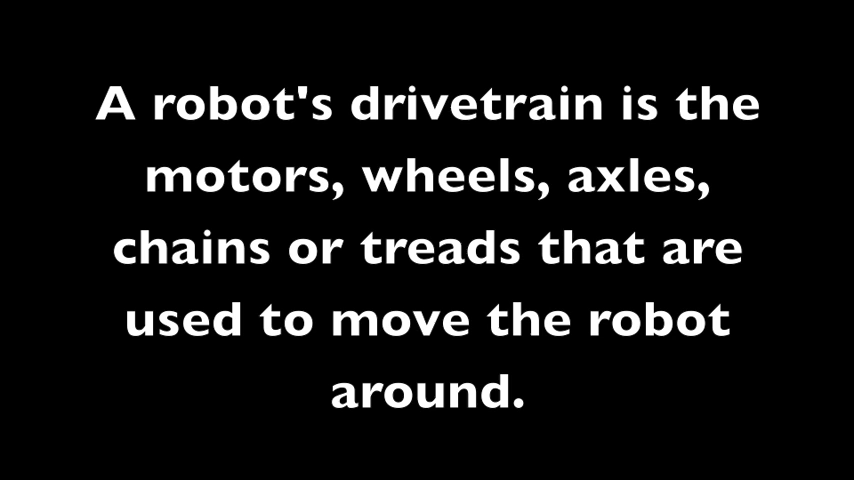 A robot's drivetrain is the
motors, wheels, axles,
chains or treads that are
used to move the robot
around.